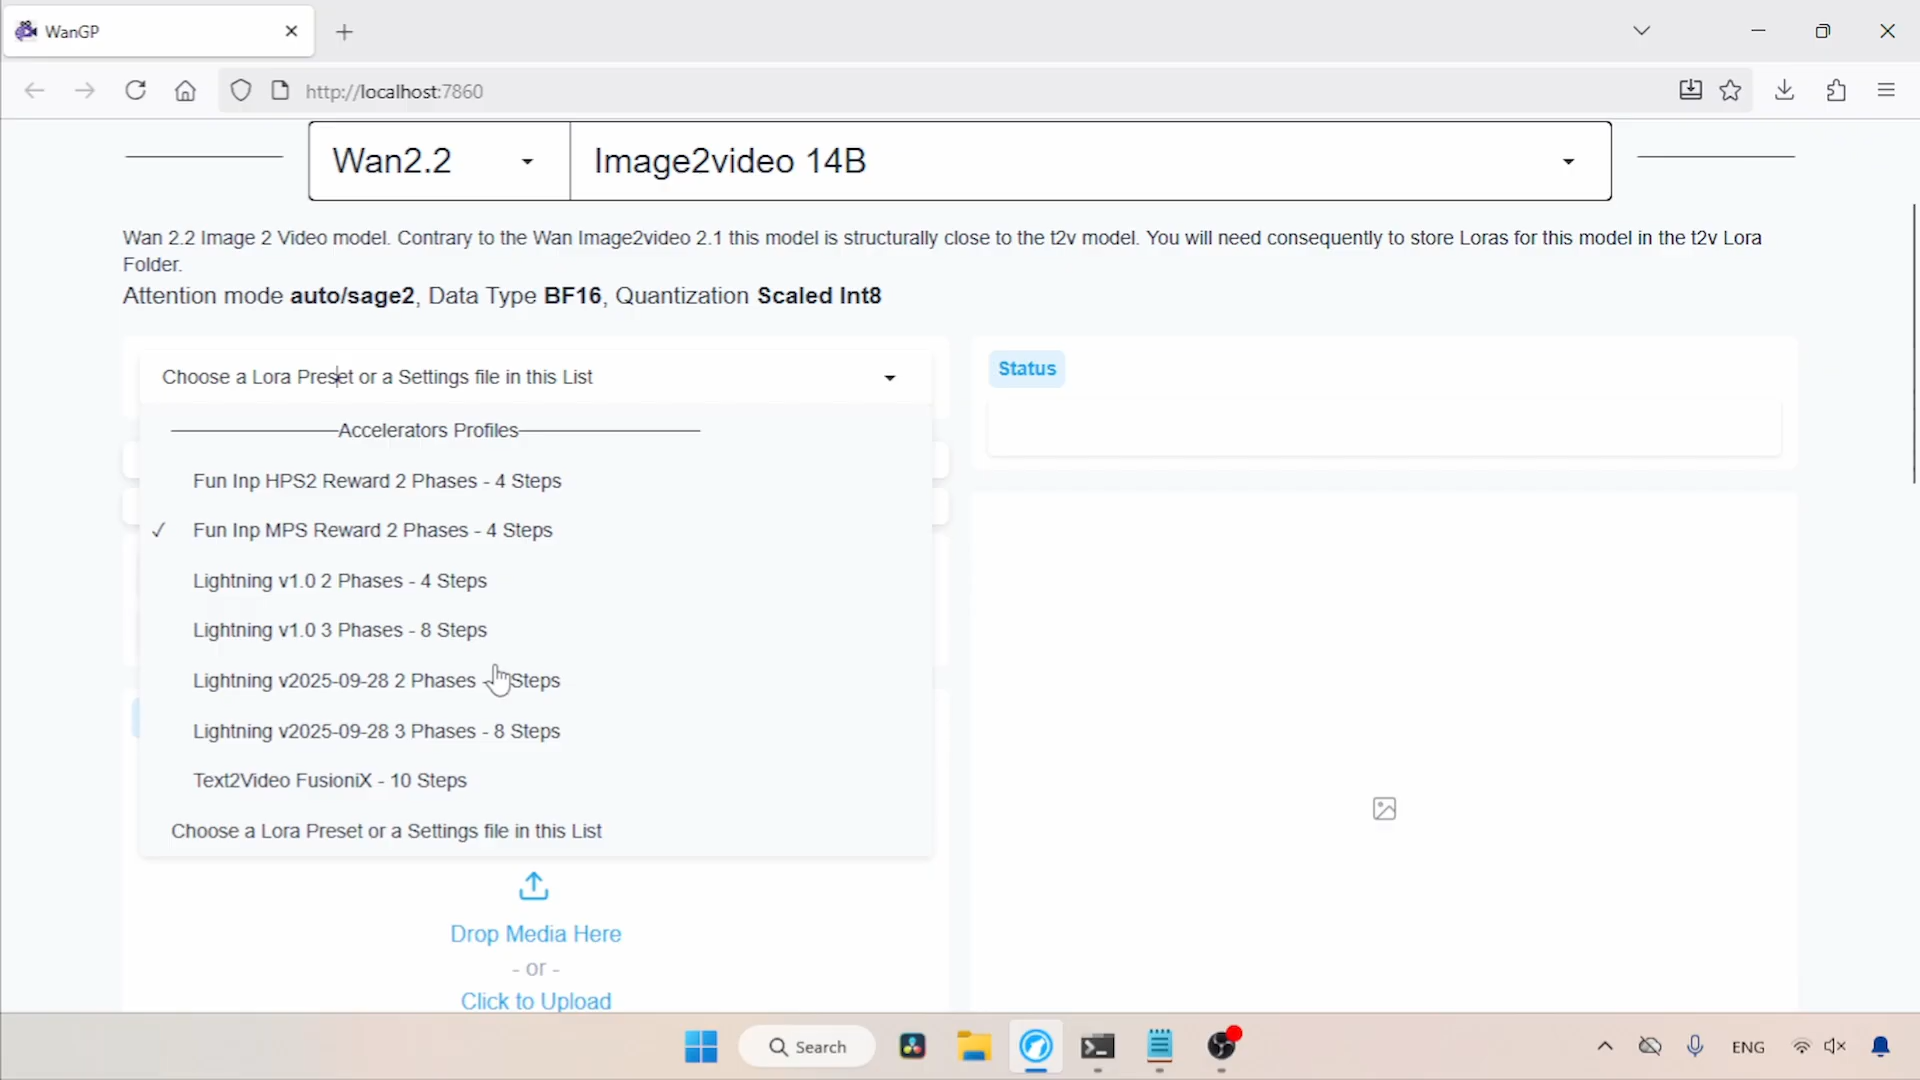 WanGP
http://localhost:7860
Wan2.2
Image2video 14B
Wan 2.2 Image 2 Video model. Contrary to the Wan Image2video 2.1 this model is structurally close to the t2v model. You will need consequently to store Loras for this model in the t2v Lora
Folder.
Attention mode auto/sage2, Data Type BF16, Quantization Scaled Int8
Choose a Lora Preset or a Settings file in this List
Status
Accelerators Profiles
Fun Inp HPS2 Reward 2 Phases - 4 Steps
✓ Fun Inp MPS Reward 2 Phases - 4 Steps
Lightning v1.0 2 Phases - 4 Steps
Lightning v1.0 3 Phases - 8 Steps
Lightning v2025-09-28 2 Phases - Steps
Lightning v2025-09-28 3 Phases - 8 Steps
Text2Video FusioniX - 10 Steps
Choose a Lora Preset or a Settings file in this List
Drop Media Here
- or -
Click to Upload
Search
ENG